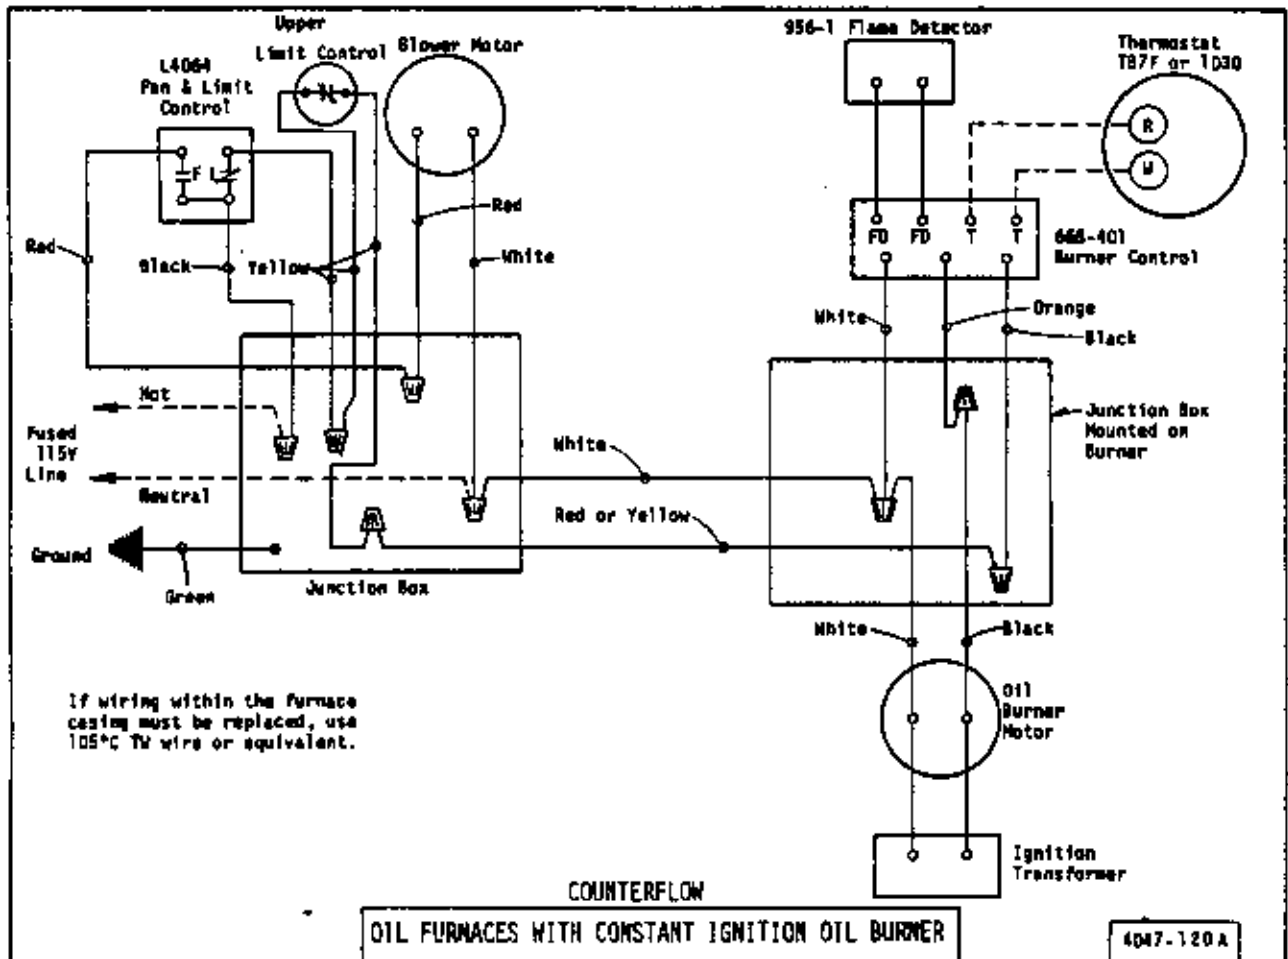 Upper
Limit Control
Blower Motor
L4064
Fan & Limit
Control
F L
956-1 Flame Detector
Thermostat
T87F or 1D30
R
W
FD FD T T
668-401
Burner Control
Red
Black
Yellow
Red
White
White
Orange
Black
Hot
Fused
115V
Line
Neutral
Ground
Green
Junction Box
White
Red or Yellow
Junction Box
Mounted on
Burner
White
Black
Oil
Burner
Motor
If wiring within the furnace
casing must be replaced, use
105°C TW wire or equivalent.
Ignition
Transformer
COUNTERFLOW
OIL FURNACES WITH CONSTANT IGNITION OIL BURNER
4047-120A